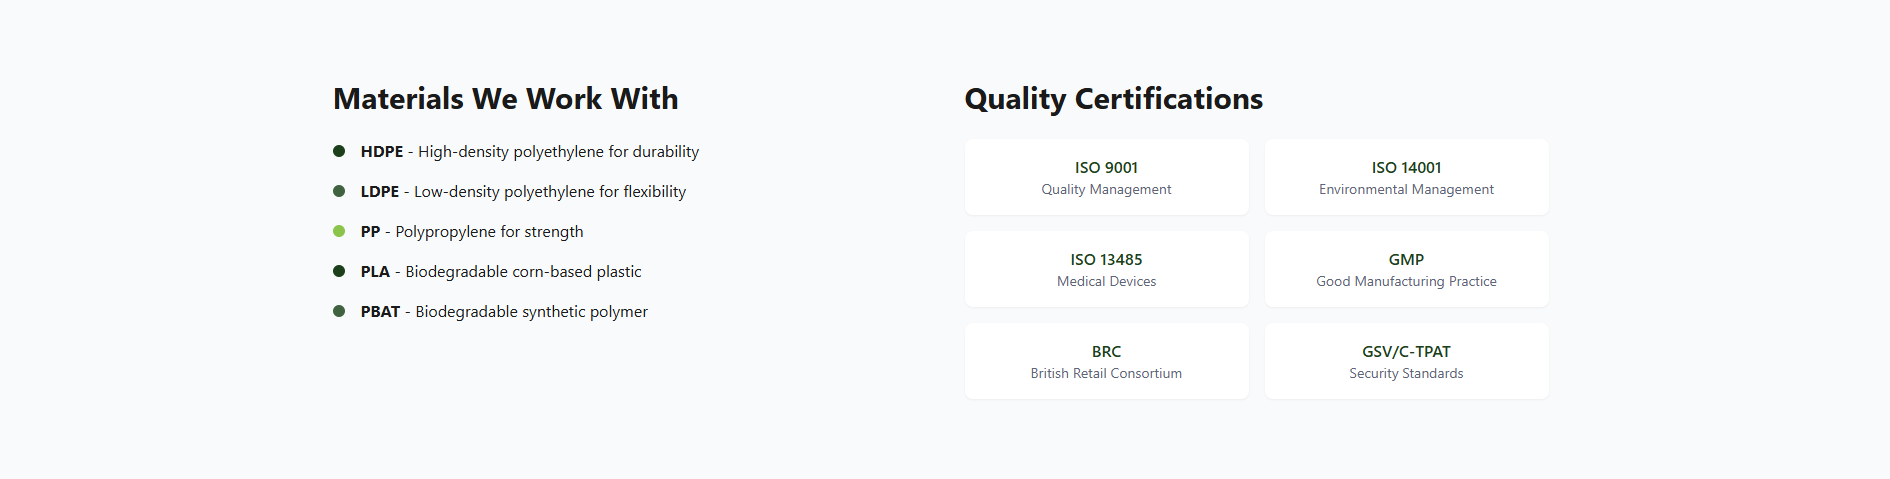 Materials We Work With
HDPE - High-density polyethylene for durability
LDPE - Low-density polyethylene for flexibility
PP - Polypropylene for strength
PLA - Biodegradable corn-based plastic
PBAT - Biodegradable synthetic polymer
Quality Certifications
ISO 9001
Quality Management
ISO 14001
Environmental Management
ISO 13485
Medical Devices
GMP
Good Manufacturing Practice
BRC
British Retail Consortium
GSV/C-TPAT
Security Standards